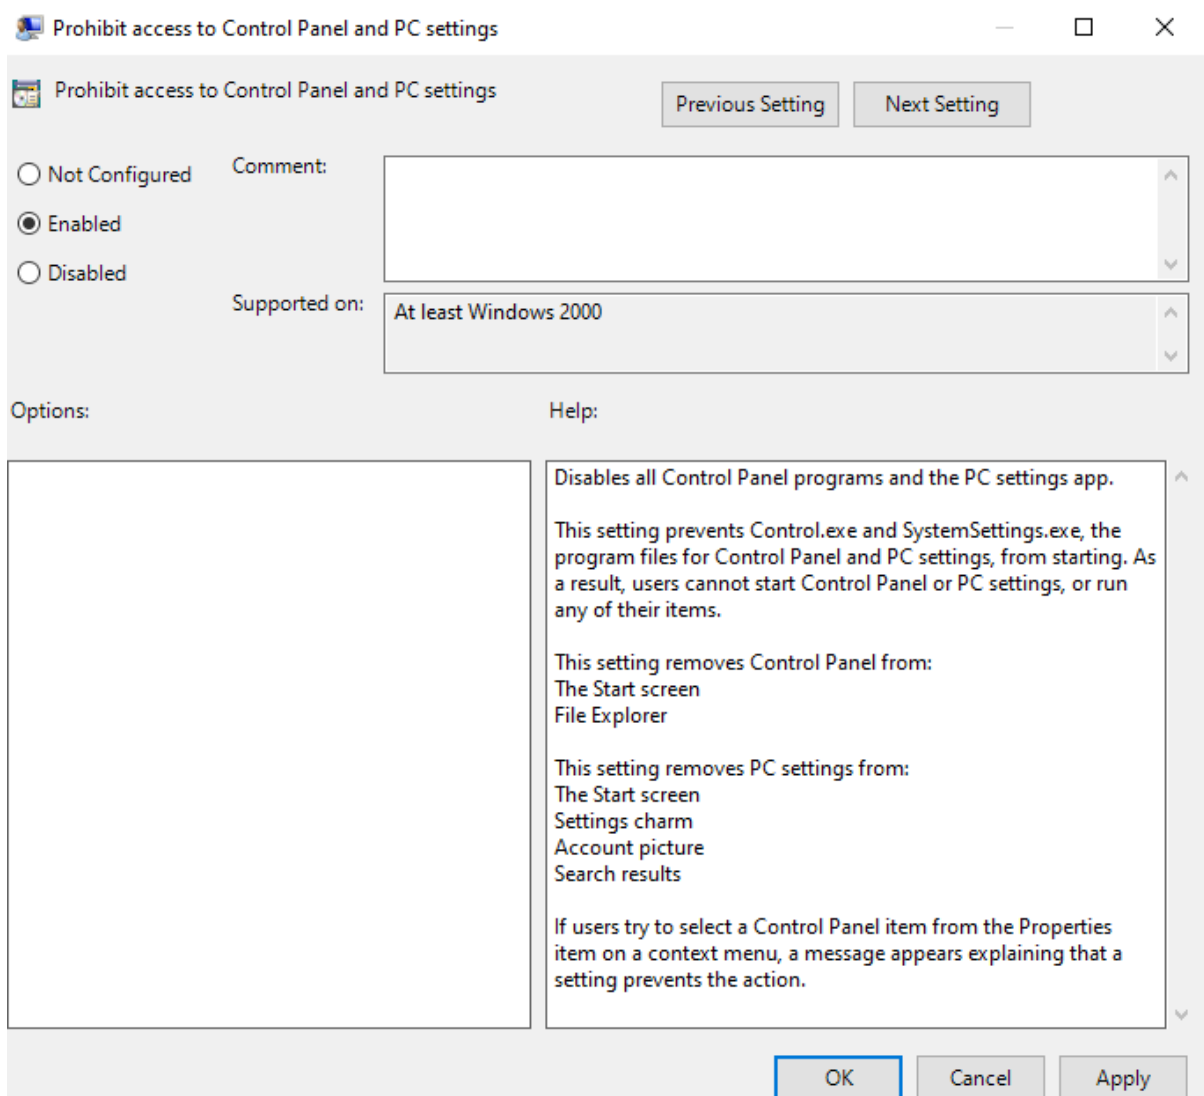 Prohibit access to Control Panel and PC settings
Prohibit access to Control Panel and PC settings
Previous Setting
Next Setting
Not Configured
Enabled
Disabled
Comment:
Supported on:
At least Windows 2000
Options:
Help:
Disables all Control Panel programs and the PC settings app.
This setting prevents Control.exe and SystemSettings.exe, the
program files for Control Panel and PC settings, from starting. As
a result, users cannot start Control Panel or PC settings, or run
any of their items.
This setting removes Control Panel from:
The Start screen
File Explorer
This setting removes PC settings from:
The Start screen
Settings charm
Account picture
Search results
If users try to select a Control Panel item from the Properties
item on a context menu, a message appears explaining that a
setting prevents the action.
OK
Cancel
Apply